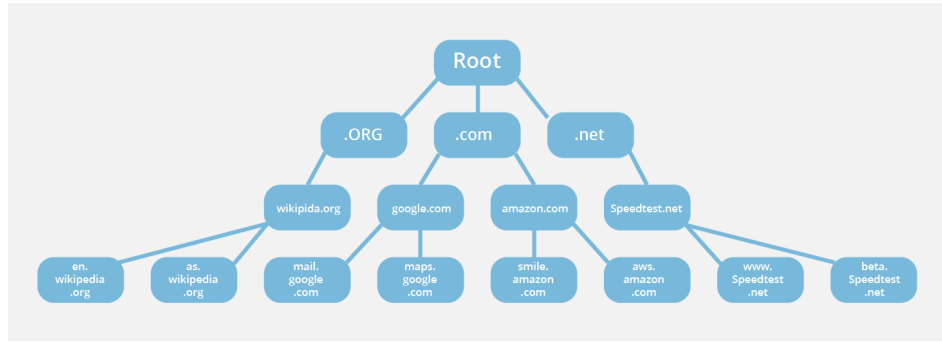 Root
.ORG
.com
.net
wikipida.org
google.com
amazon.com
Speedtest.net
en.
wikipedia
.org
as.
wikipedia
.org
mail.
google
.com
maps.
google
.com
smile.
amazon
.com
aws.
amazon
.com
www.
Speedtest
.net
beta.
Speedtest
.net